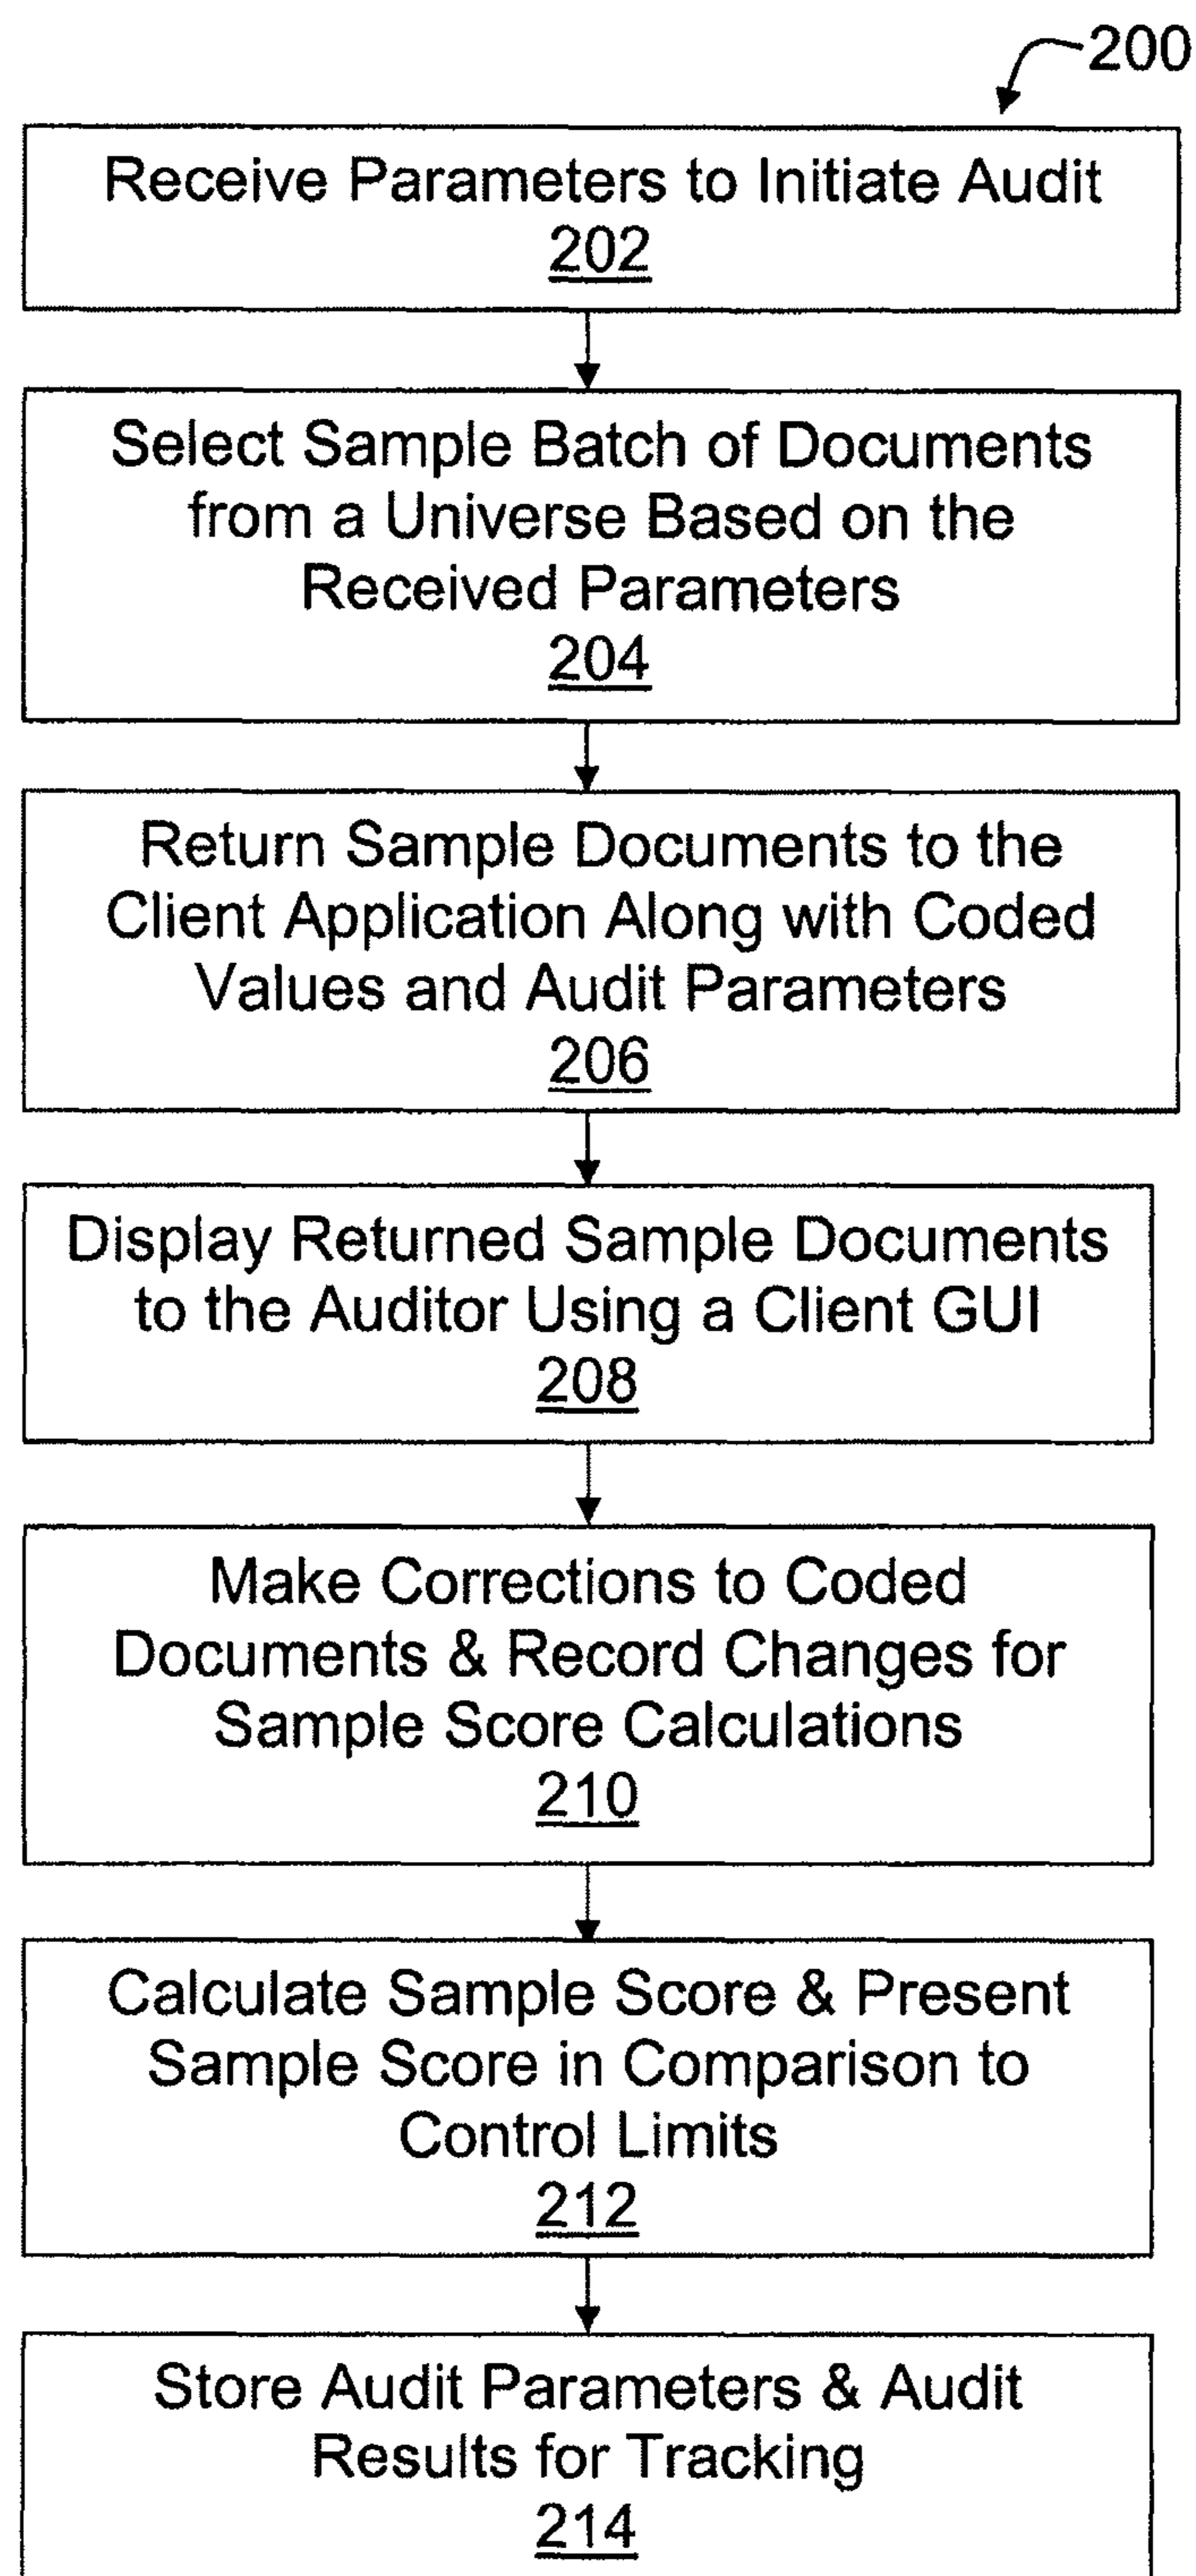 200
Receive Parameters to Initiate Audit
202
Select Sample Batch of Documents
from a Universe Based on the
Received Parameters
204
Return Sample Documents to the
Client Application Along with Coded
Values and Audit Parameters
206
Display Returned Sample Documents
to the Auditor Using a Client GUI
208
Make Corrections to Coded
Documents & Record Changes for
Sample Score Calculations
210
Calculate Sample Score & Present
Sample Score in Comparison to
Control Limits
212
Store Audit Parameters & Audit
Results for Tracking
214